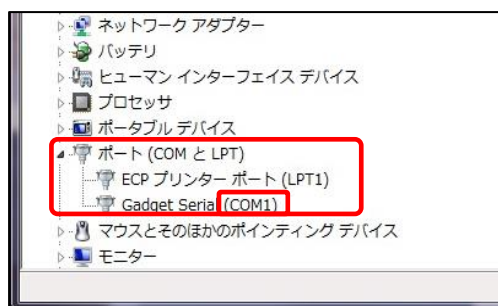 ネットワーク アダプター
バッテリ
ヒューマン インターフェイス デバイス
プロセッサ
ポータブル デバイス
ポート (COM と LPT)
ECP プリンター ポート (LPT1)
Gadget Serial (COM1)
マウスとそのほかのポインティング デバイス
モニター